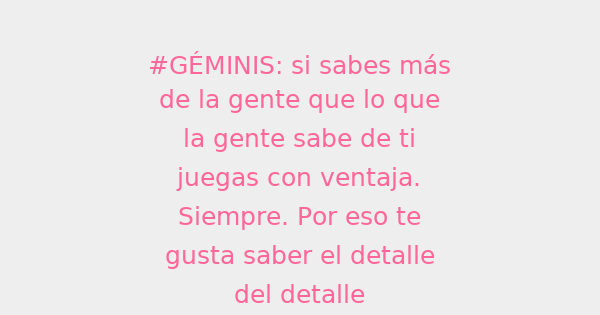 #GÉMINIS: si sabes más
de la gente que lo que
la gente sabe de ti
juegas con ventaja.
Siempre. Por eso te
gusta saber el detalle
del detalle